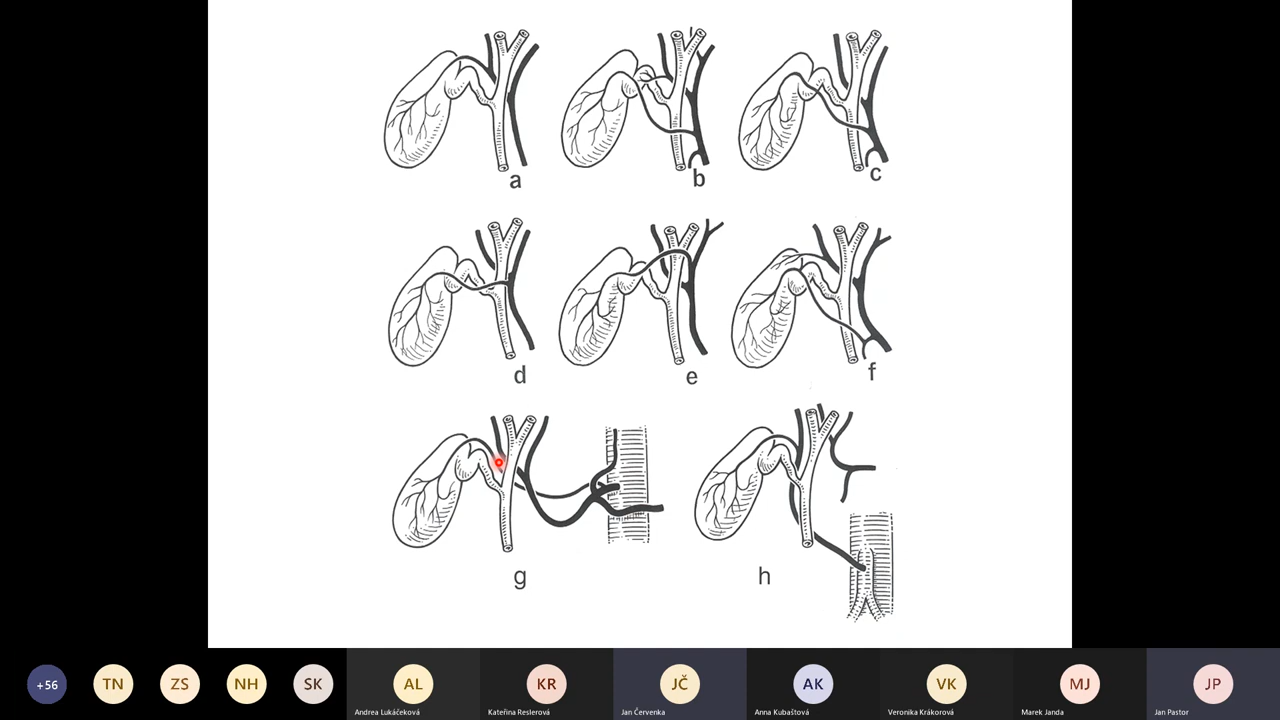 a
b
c
d
e
f
g
h
+56
TN
ZS
NH
SK
AL
KR
JČ
AK
VK
MJ
JP
Andrea Lukáčeková
Kateřina Reslerová
Jan Červenka
Anna Kubaštová
Veronika Krákorová
Marek Janda
Jan Pastor